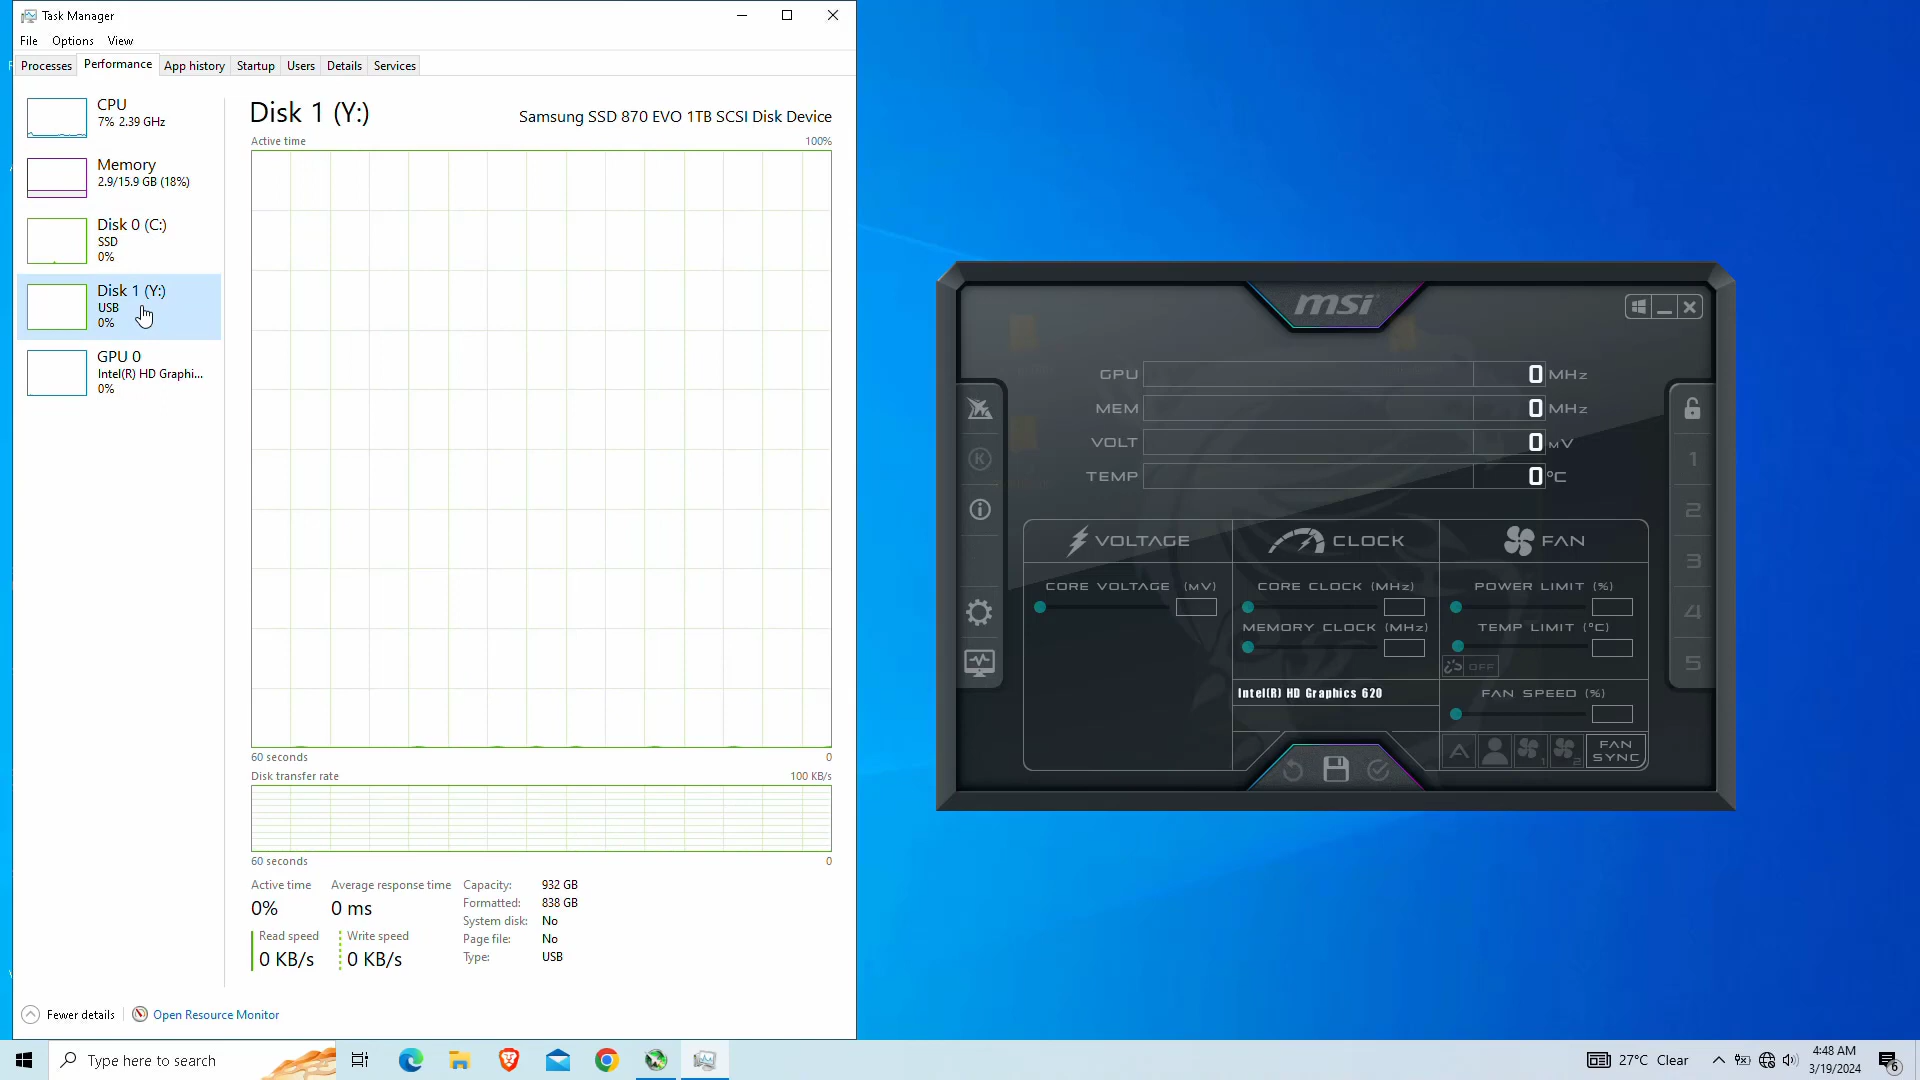 Task Manager
File Options View
Processes Performance App history Startup Users Details Services
CPU
7% 2.39 GHz
Memory
2.9/15.9 GB (18%)
Disk 0 (C:)
SSD
0%
Disk 1 (Y:)
USB
0%
GPU 0
Intel(R) HD Graphi...
0%
Disk 1 (Y:)
Samsung SSD 870 EVO 1TB SCSI Disk Device
Active time 100%
60 seconds 0
Disk transfer rate 100 KB/s
60 seconds 0
Active time
0%
Average response time
0 ms
Read speed
0 KB/s
Write speed
0 KB/s
Capacity: 932 GB
Formatted: 838 GB
System disk: No
Page file: No
Type: USB
Fewer details
Open Resource Monitor
msi
GPU 0 MHz
MEM 0 MHz
VOLT 0 MV
TEMP 0 °C
K
VOLTAGE
CORE VOLTAGE (MV)
CLOCK
CORE CLOCK (MHz)
MEMORY CLOCK (MHz)
Intel(R) HD Graphics 620
FAN
POWER LIMIT (%)
TEMP LIMIT (°C)
OFF
FAN SPEED (%)
A
1
2
FAN
SYNC
1
2
3
4
5
Type here to search
27°C Clear
4:48 AM
3/19/2024
6